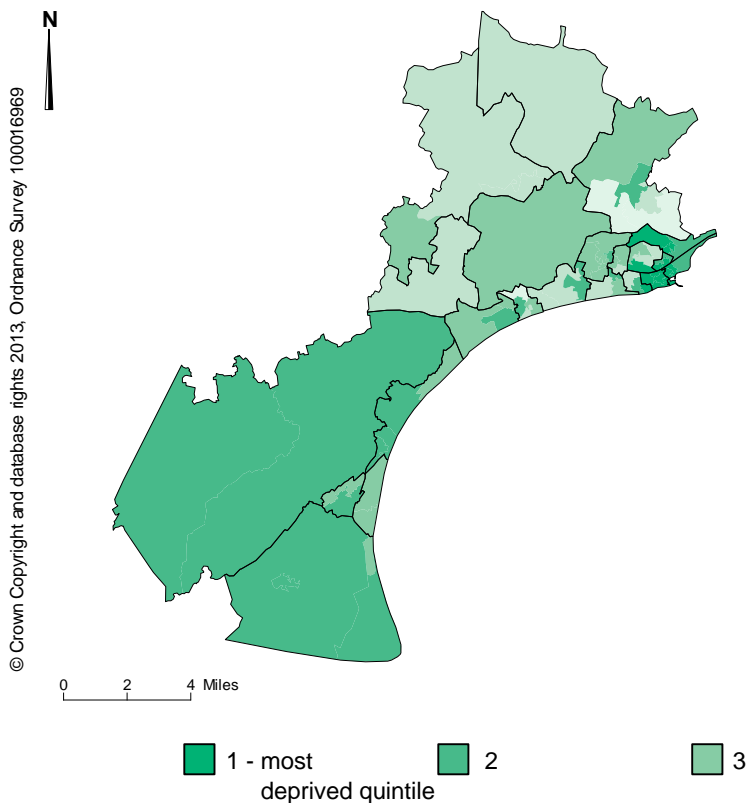 N
© Crown Copyright and database rights 2013, Ordnance Survey 100016969
0 2 4 Miles
1 - most
deprived quintile
2
3